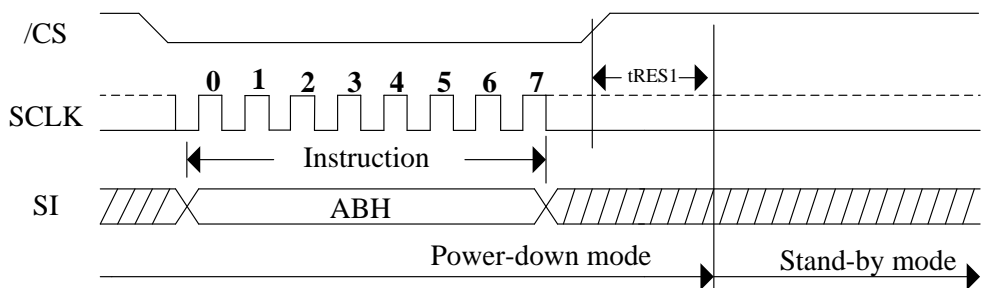 /CS
tRES1
0 1 2 3 4 5 6 7
SCLK
Instruction
SI
ABH
Power-down mode
Stand-by mode